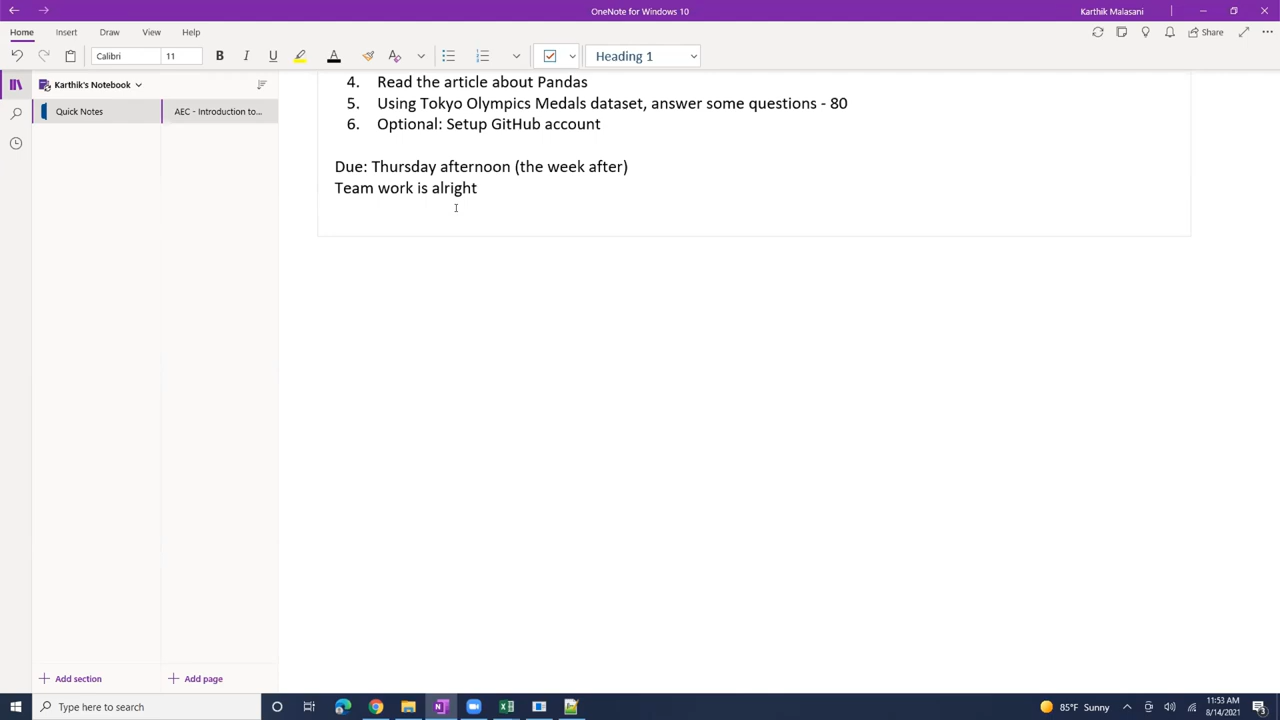 OneNote for Windows 10
Karthik Malasani
Home
Insert
Draw
View
Help
Share
Calibri
11
B
I
U
A
Heading 1
Karthik's Notebook
Quick Notes
AEC - Introduction to...
4. Read the article about Pandas
5. Using Tokyo Olympics Medals dataset, answer some questions - 80
6. Optional: Setup GitHub account
Due: Thursday afternoon (the week after)
Team work is alright
Add section
Add page
Type here to search
85°F Sunny
11:53 AM
8/14/2021
3